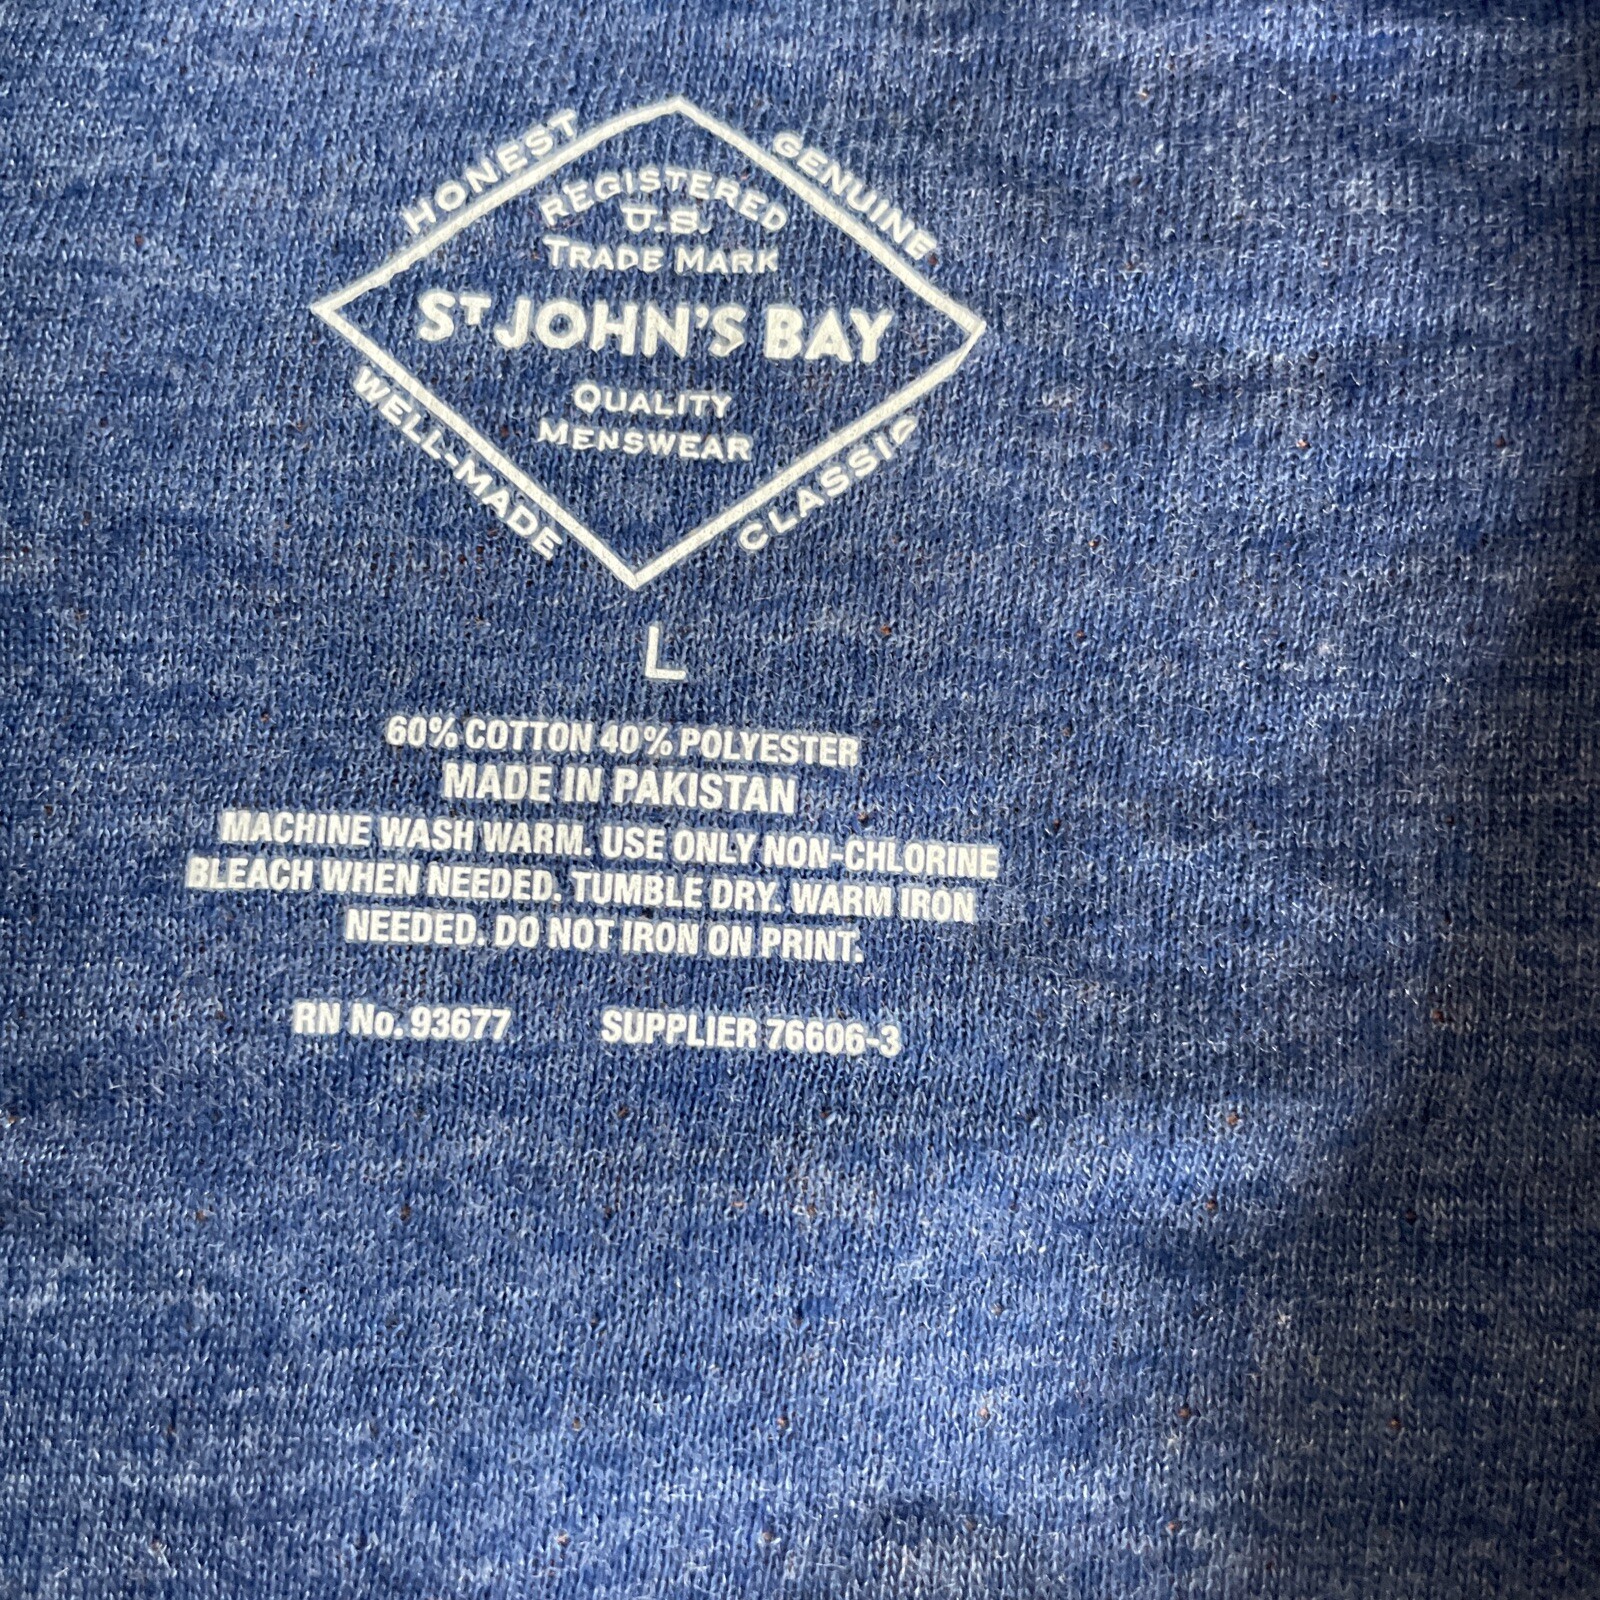 HONEST
GENUINE
REGISTERED
U.S.
TRADE MARK
ST JOHN'S BAY
QUALITY
MENSWEAR
WELL-MADE
CLASSIC
L
60% COTTON 40% POLYESTER
MADE IN PAKISTAN
MACHINE WASH WARM. USE ONLY NON-CHLORINE
BLEACH WHEN NEEDED. TUMBLE DRY. WARM IRON
NEEDED. DO NOT IRON ON PRINT.
RN No. 93677 SUPPLIER 76606-3